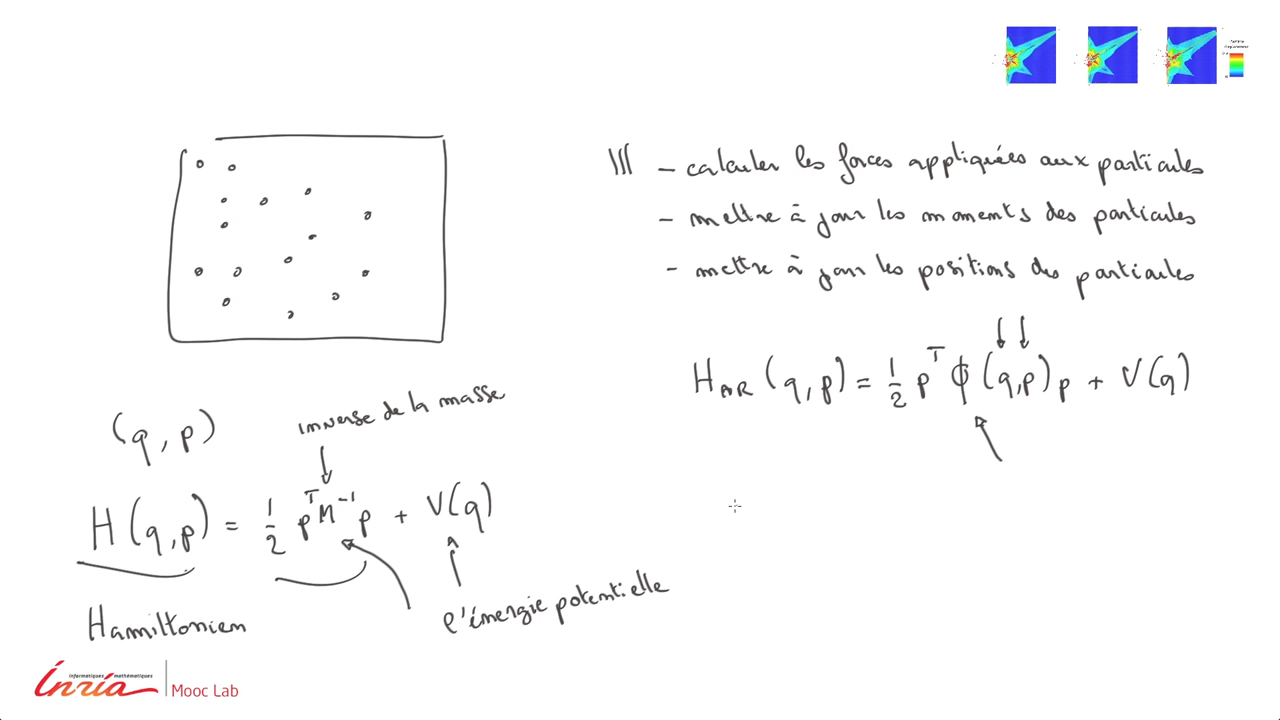 \\\ - calculer les forces appliquées aux particules
- mettre à jour les moments des particules
- mettre à jour les positions des particules
H_AR (q,p) = 1/2 p^T ϕ (q,p) p + V(q)
(q, p)
inverse de la masse
H(q,p) = 1/2 p^T M^-1 p + V(q)
Hamiltonien
l'énergie potentielle
informatiques mathématiques
Inria
Mooc Lab